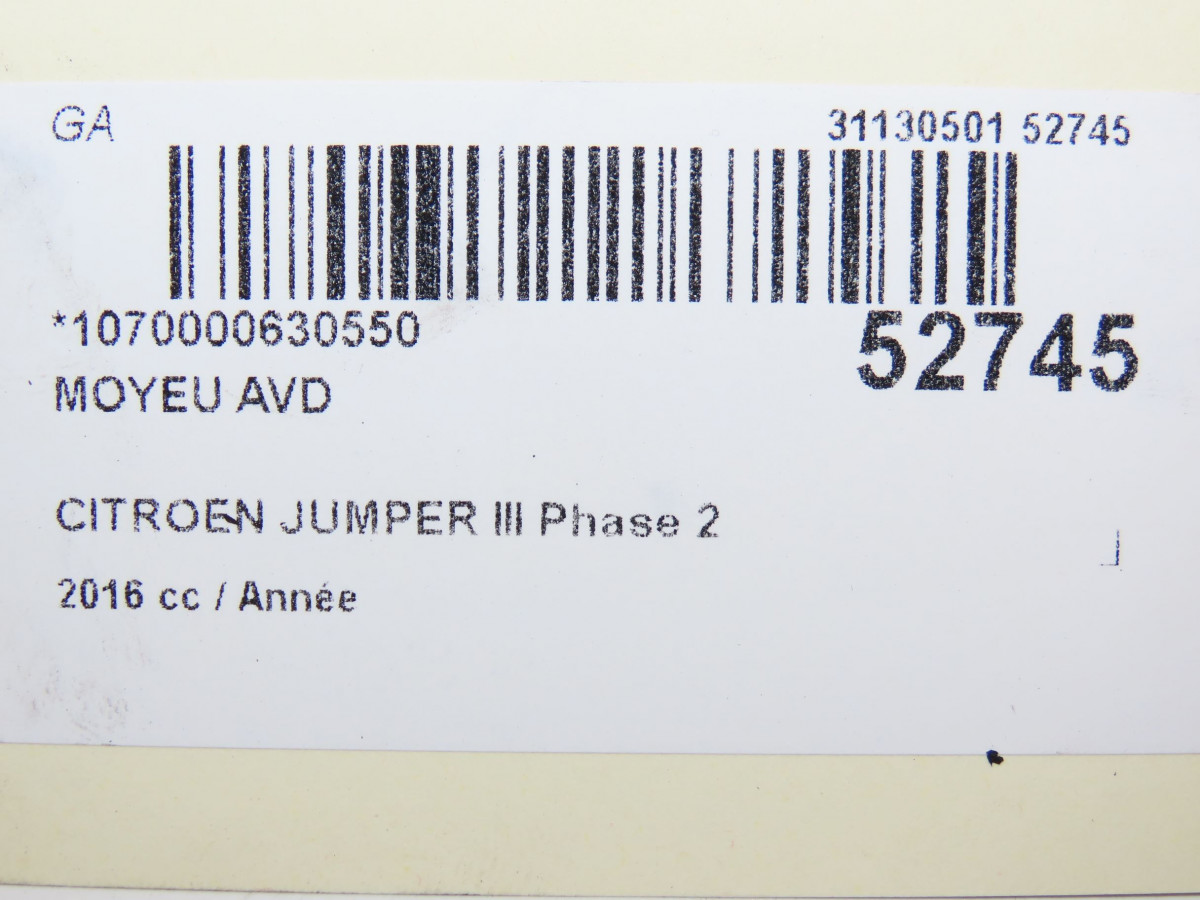 GA 31130501 52745
*1070000630550
52745
MOYEU AVD
CITROEN JUMPER III Phase 2
2016 cc / Année